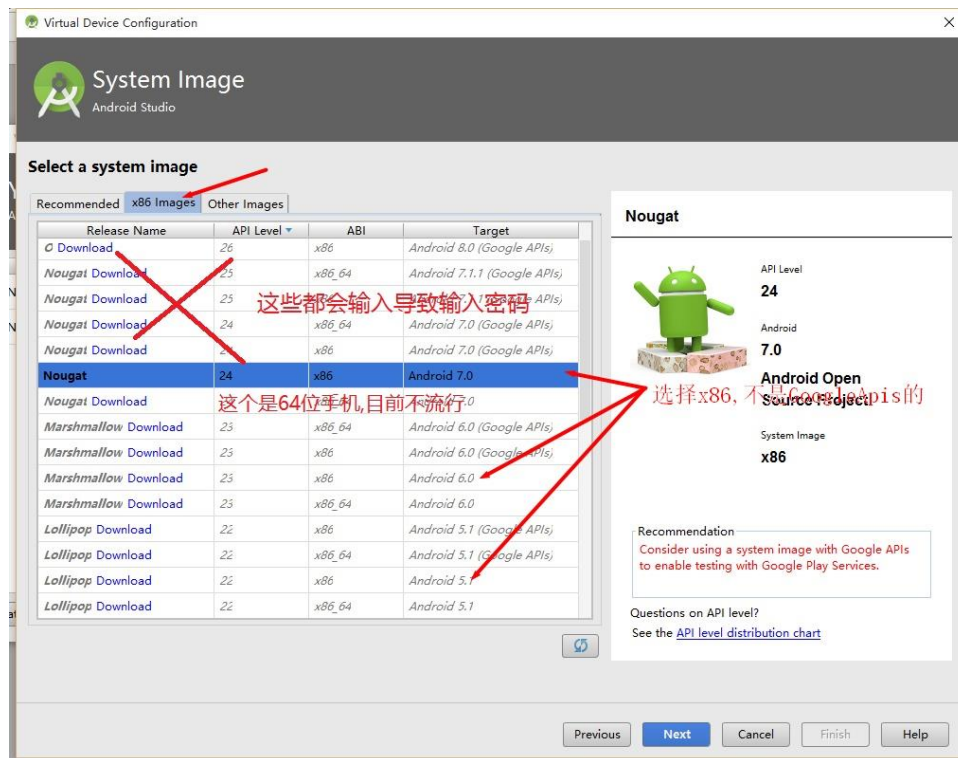 Virtual Device Configuration
System Image
Android Studio
Select a system image
Recommended x86 Images Other Images
Release Name API Level ABI Target
O Download 26 x86 Android 8.0 (Google APIs)
Nougat Download 25 x86_64 Android 7.1.1 (Google APIs)
Nougat Download 25 Android 7.1.1 (Google APIs)
这些都会输入导致输入密码
Nougat Download 24 x86_64 Android 7.0 (Google APIs)
Nougat Download 24 x86 Android 7.0 (Google APIs)
Nougat 24 x86 Android 7.0
Nougat Download
这个是64位手机,目前不流行
Marshmallow Download 23 x86_64 Android 6.0 (Google APIs)
Marshmallow Download 23 x86 Android 6.0 (Google APIs)
Marshmallow Download 23 x86 Android 6.0
Marshmallow Download 23 x86_64 Android 6.0
Lollipop Download 22 x86 Android 5.1 (Google APIs)
Lollipop Download 22 x86_64 Android 5.1 (Google APIs)
Lollipop Download 22 x86 Android 5.1
Lollipop Download 22 x86_64 Android 5.1
Nougat
API Level
24
Android
7.0
Android Open
Source Project
选择x86,不是GoogleApis的
System Image
x86
Recommendation
Consider using a system image with Google APIs
to enable testing with Google Play Services.
Questions on API level?
See the API level distribution chart
Previous Next Cancel Finish Help